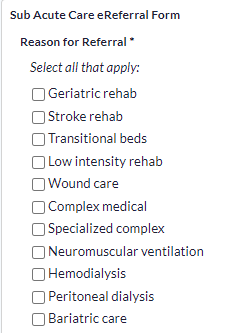 Sub Acute Care eReferral Form
Reason for Referral *
Select all that apply:
Geriatric rehab
Stroke rehab
Transitional beds
Low intensity rehab
Wound care
Complex medical
Specialized complex
Neuromuscular ventilation
Hemodialysis
Peritoneal dialysis
Bariatric care